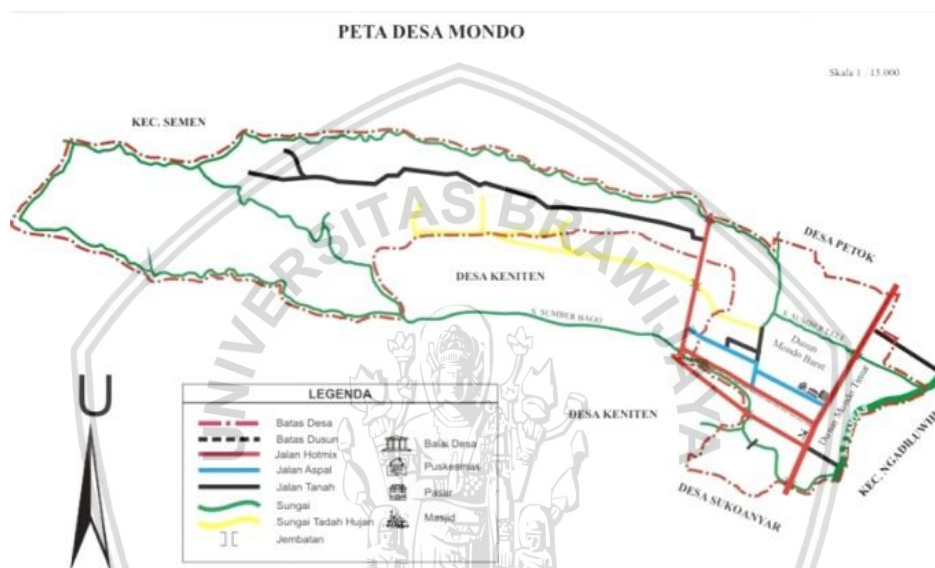 PETA DESA MONDO
Skala 1 : 15.000
KEC. SEMEN
DESA PETOK
DESA KENITEN
S. SUMBER BAGO
S. SUMBER
Dusun
Mondo Barat
Dusun Mondo Timur
KEC. NGADILUWIH
DESA KENITEN
DESA SUKOANYAR
U
LEGENDA
Batas Desa
Batas Dusun
Jalan Hotmix
Jalan Aspal
Jalan Tanah
Sungai
Sungai Tadah Hujan
Jembatan
Balai Desa
Puskesmas
Pasar
Masjid
UNIVERSITAS BRAWIJAYA